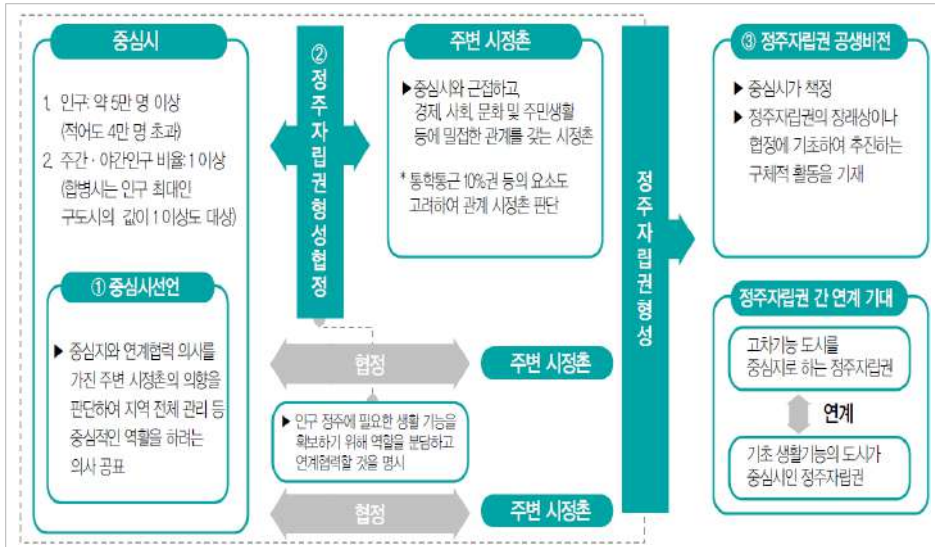 중심시
1. 인구: 약 5만 명 이상
(적어도 4만 명 초과)
2. 주간·야간인구 비율: 1 이상
(합병시는 인구 최대인
구도시의 값이 1 이상도 대상)
① 중심시선언
▶ 중심지와 연계협력 의사를
가진 주변 시정촌의 의향을
판단하여 지역 전체 관리 등
중심적인 역할을 하려는
의사 공표
② 정주자립권형성협정
주변 시정촌
▶ 중심시와 근접하고,
경제, 사회, 문화 및 주민생활
등에 밀접한 관계를 갖는 시정촌
* 통학통근 10%권 등의 요소도
고려하여 관계 시정촌 판단
협정
주변 시정촌
▶ 인구 정주에 필요한 생활 기능을
확보하기 위해 역할을 분담하고
연계협력할 것을 명시
협정
주변 시정촌
정주자립권형성
③ 정주자립권 공생비전
▶ 중심시가 책정
▶ 정주자립권의 장래상이나
협정에 기초하여 추진하는
구체적 활동을 기재
정주자립권 간 연계 기대
고차기능 도시를
중심지로 하는 정주자립권
연계
기초 생활기능의 도시가
중심시인 정주자립권